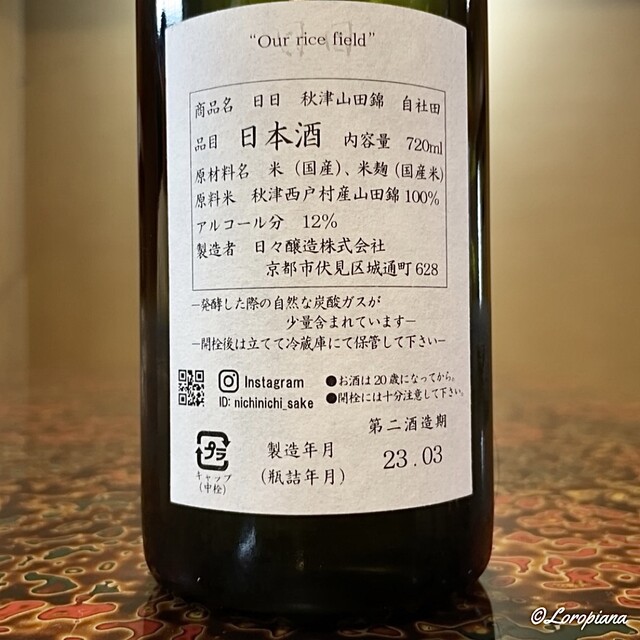 "Our rice field"
商品名 日日 秋津山田錦 自社田
品目 日本酒 内容量 720ml
原材料名 米(国産)、米麹(国産米)
原料米 秋津西戸村産山田錦100%
アルコール分 12%
製造者 日々醸造株式会社
京都市伏見区城通町628
—発酵した際の自然な炭酸ガスが
少量含まれています—
—開栓後は立てて冷蔵庫にて保管して下さい—
Instagram
ID: nichinichi_sake
●お酒は20歳になってから。
●開栓には十分注意して下さい。
第二酒造期
プラ
キャップ
(中栓)
製造年月
(瓶詰年月)
23.03
©Loropiana